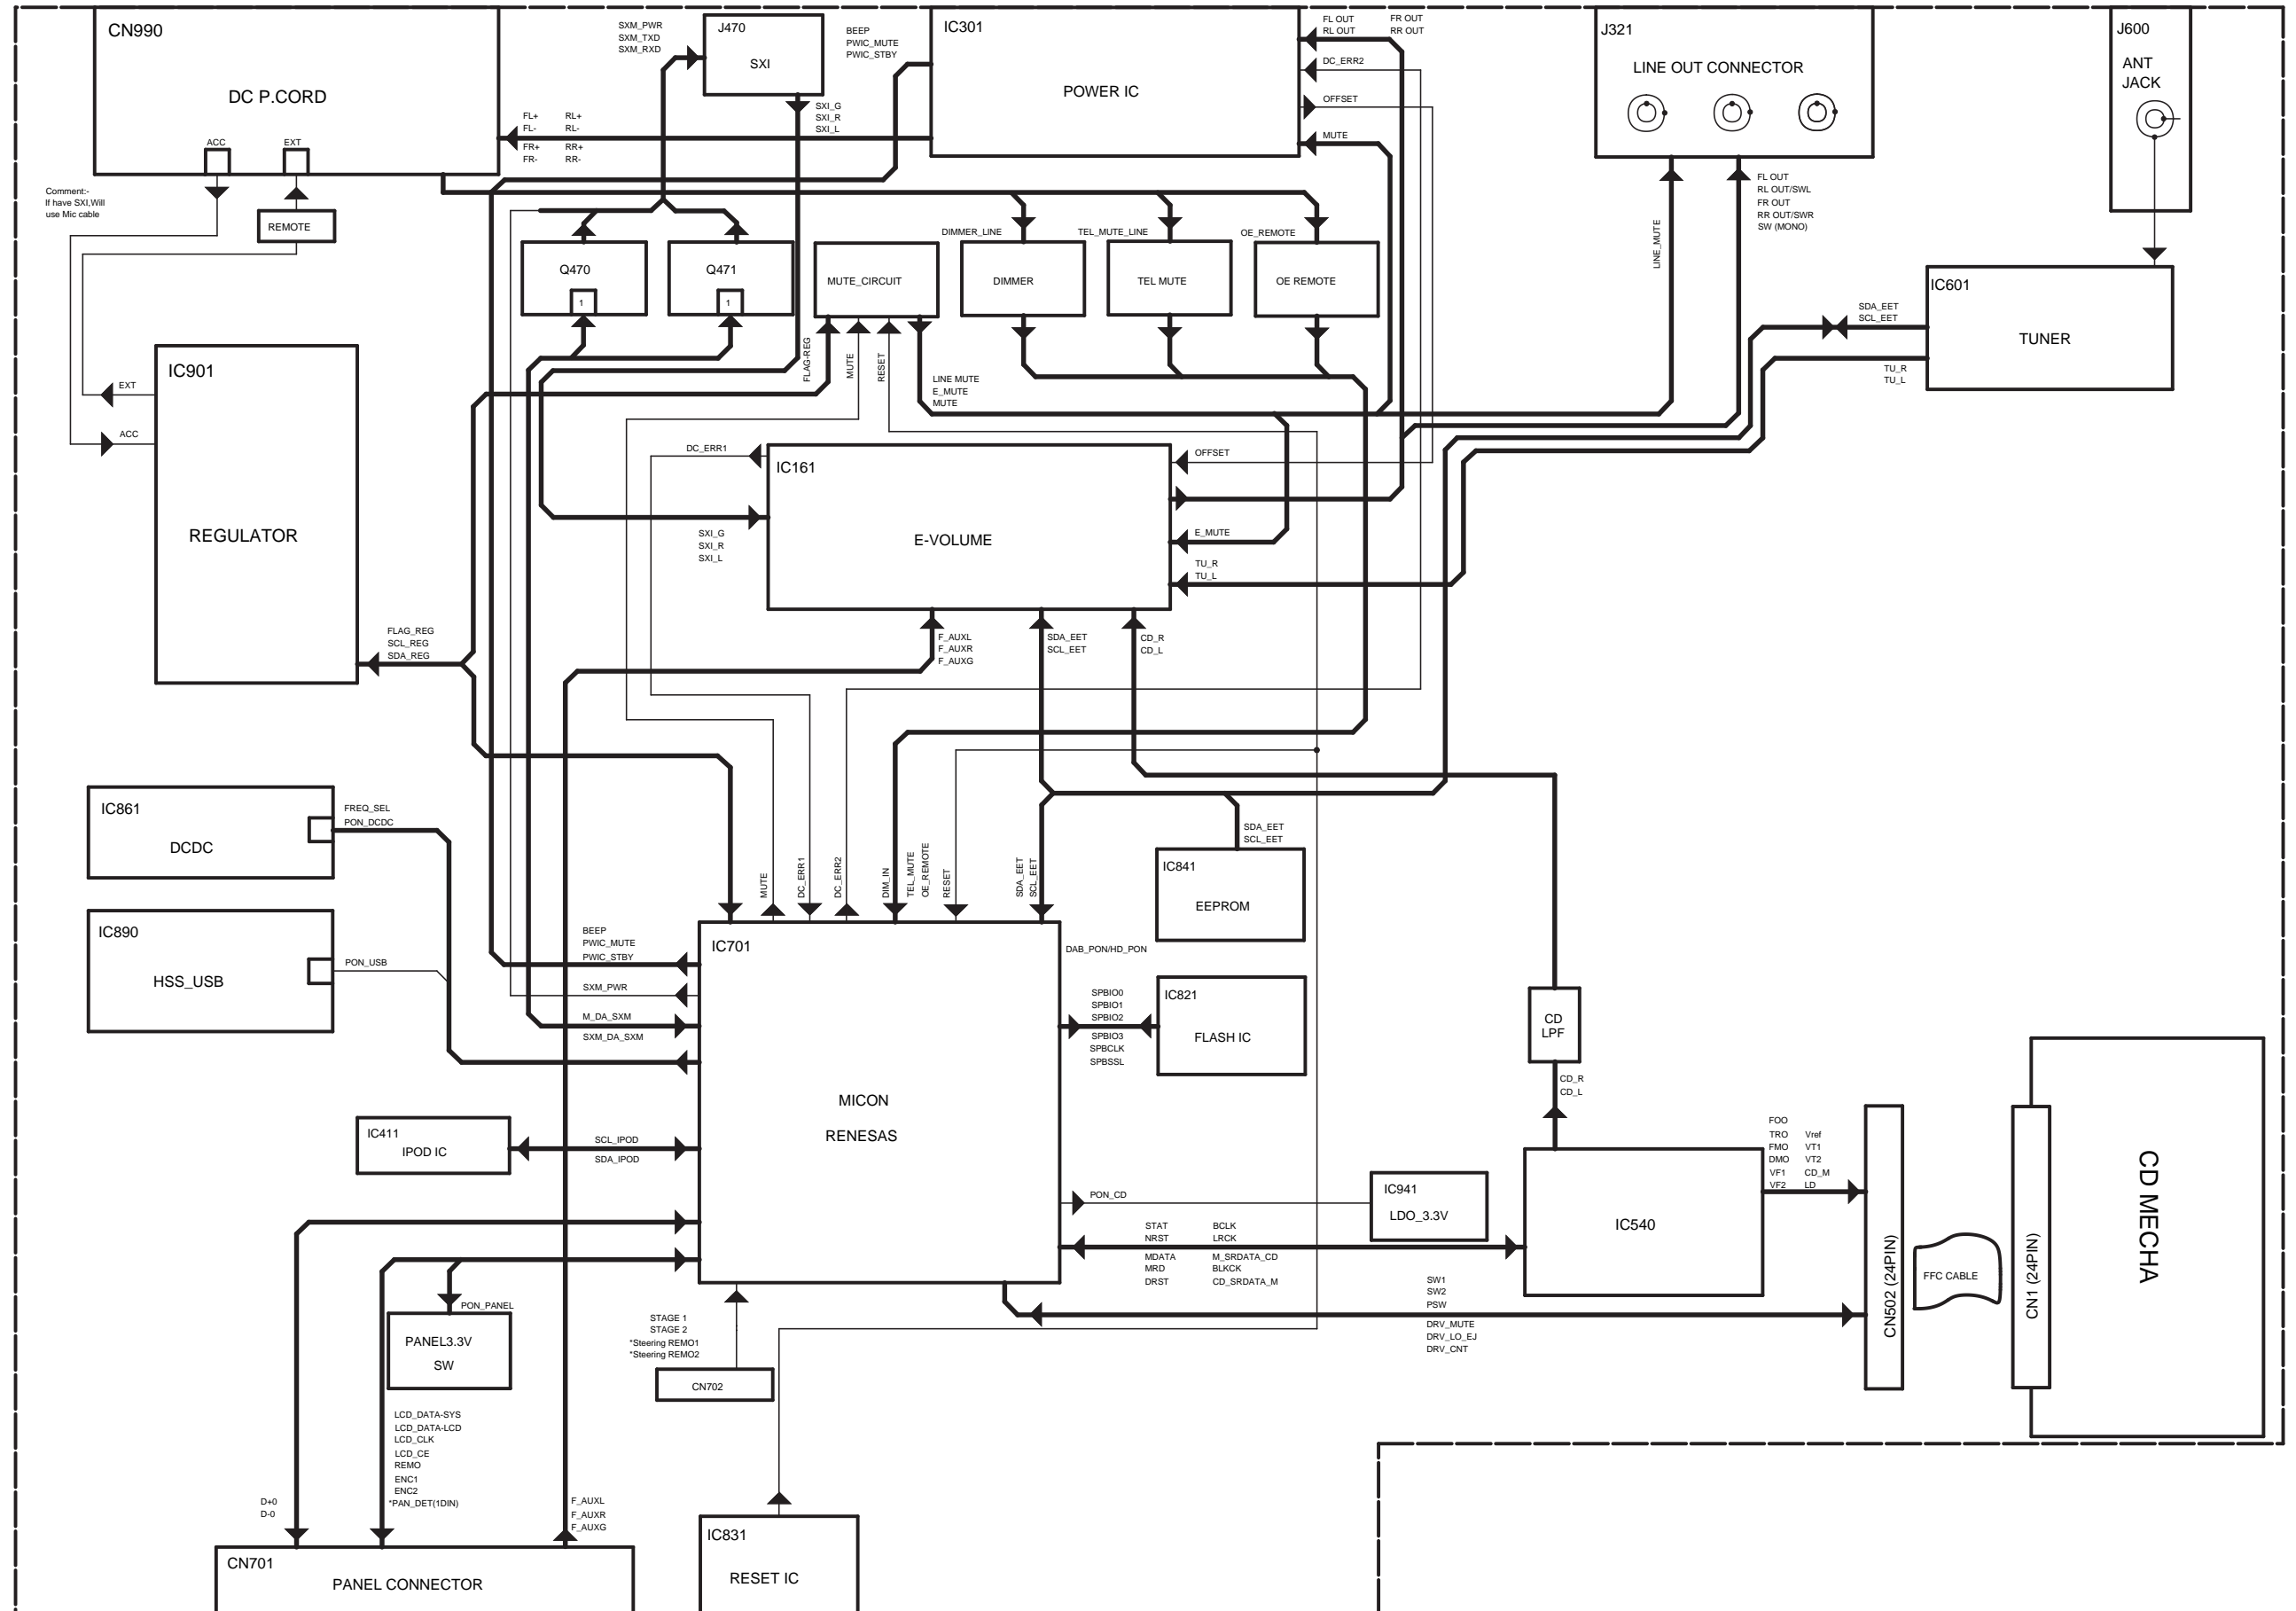 CN990
DC P.CORD
ACC
EXT
Comment:-
If have SXI,Will
use Mic cable
REMOTE
SXM_PWR
SXM_TXD
SXM_RXD
J470
SXI
BEEP
PWIC_MUTE
PWIC_STBY
IC301
POWER IC
FL OUT FR OUT
RL OUT RR OUT
DC_ERR2
OFFSET
MUTE
FL+ RL+
FL- RL-
FR+ RR+
FR- RR-
SXI_G
SXI_R
SXI_L
J321
LINE OUT CONNECTOR
LINE_MUTE
FL OUT
RL OUT/SWL
FR OUT
RR OUT/SWR
SW (MONO)
J600
ANT
JACK
Q470
1
Q471
1
MUTE_CIRCUIT
DIMMER_LINE
DIMMER
TEL_MUTE_LINE
TEL MUTE
OE_REMOTE
OE REMOTE
FLAG-REG
MUTE
RESET
LINE MUTE
E_MUTE
MUTE
IC601
TUNER
SDA_EET
SCL_EET
TU_R
TU_L
IC901
REGULATOR
EXT
ACC
FLAG_REG
SCL_REG
SDA_REG
DC_ERR1
IC161
E-VOLUME
OFFSET
E_MUTE
TU_R
TU_L
SXI_G
SXI_R
SXI_L
F_AUXL
F_AUXR
F_AUXG
SDA_EET
SCL_EET
CD_R
CD_L
IC861
DCDC
FREQ_SEL
PON_DCDC
IC890
HSS_USB
PON_USB
MUTE
DC_ERR1
DC_ERR2
DIM_IN
TEL_MUTE
OE_REMOTE
RESET
SDA_EET
SCL_EET
SDA_EET
SCL_EET
IC841
EEPROM
BEEP
PWIC_MUTE
PWIC_STBY
SXM_PWR
M_DA_SXM
SXM_DA_SXM
IC701
MICON
RENESAS
DAB_PON/HD_PON
SPBIO0
SPBIO1
SPBIO2
SPBIO3
SPBCLK
SPBSSL
IC821
FLASH IC
CD
LPF
CD_R
CD_L
IC411
IPOD IC
SCL_IPOD
SDA_IPOD
PON_CD
IC941
LDO_3.3V
STAT BCLK
NRST LRCK
MDATA M_SRDATA_CD
MRD BLKCK
DRST CD_SRDATA_M
IC540
FOO
TRO Vref
FMO VT1
DMO VT2
VF1 CD_M
VF2 LD
CN502 (24PIN)
FFC CABLE
CN1 (24PIN)
CD MECHA
SW1
SW2
PSW
DRV_MUTE
DRV_LO_EJ
DRV_CNT
PON_PANEL
PANEL3.3V
SW
STAGE 1
STAGE 2
*Steering REMO1
*Steering REMO2
CN702
LCD_DATA-SYS
LCD_DATA-LCD
LCD_CLK
LCD_CE
REMO
ENC1
ENC2
*PAN_DET(1DIN)
D+0
D-0
F_AUXL
F_AUXR
F_AUXG
CN701
PANEL CONNECTOR
IC831
RESET IC